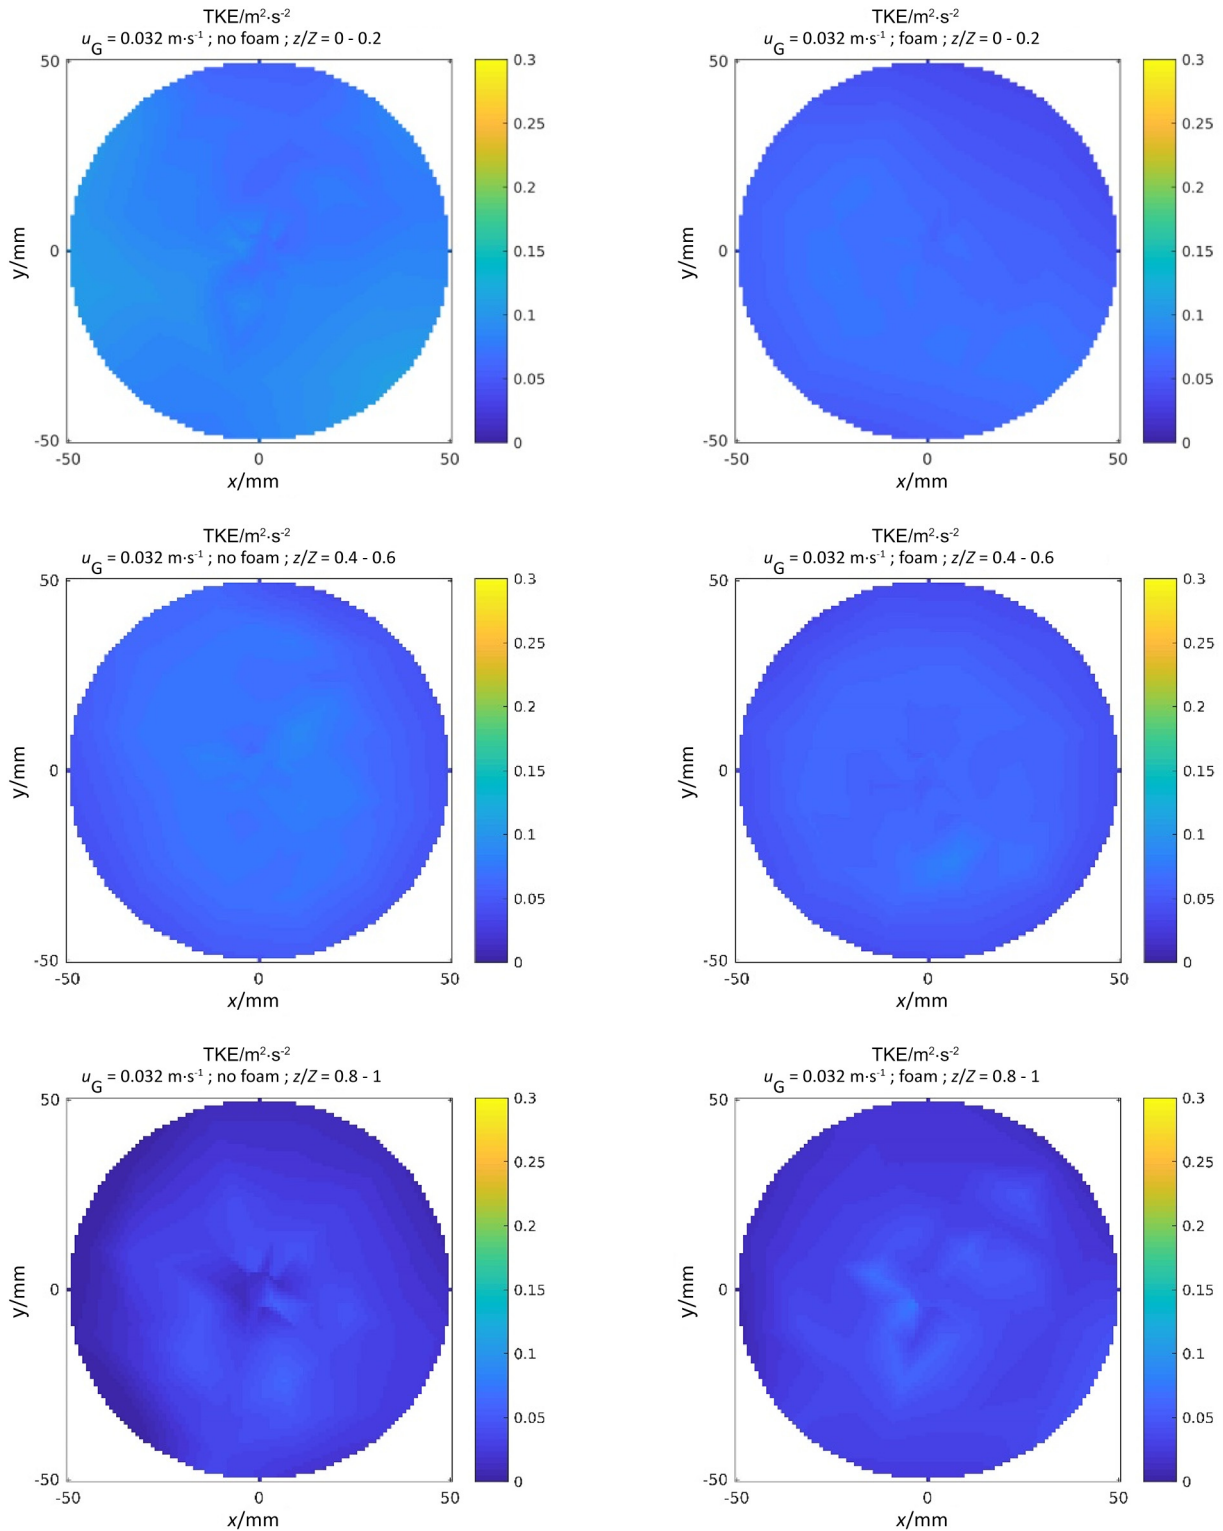 TKE/m²·s⁻²
u_G = 0.032 m·s⁻¹ ; no foam ; z/Z = 0 - 0.2
50
0
-50
y/mm
-50 0 50
x/mm
0.3
0.25
0.2
0.15
0.1
0.05
0
TKE/m²·s⁻²
u_G = 0.032 m·s⁻¹ ; foam ; z/Z = 0 - 0.2
50
0
-50
y/mm
-50 0 50
x/mm
0.3
0.25
0.2
0.15
0.1
0.05
0
TKE/m²·s⁻²
u_G = 0.032 m·s⁻¹ ; no foam ; z/Z = 0.4 - 0.6
50
0
-50
y/mm
-50 0 50
x/mm
0.3
0.25
0.2
0.15
0.1
0.05
0
TKE/m²·s⁻²
u_G = 0.032 m·s⁻¹ ; foam ; z/Z = 0.4 - 0.6
50
0
-50
y/mm
-50 0 50
x/mm
0.3
0.25
0.2
0.15
0.1
0.05
0
TKE/m²·s⁻²
u_G = 0.032 m·s⁻¹ ; no foam ; z/Z = 0.8 - 1
50
0
-50
y/mm
-50 0 50
x/mm
0.3
0.25
0.2
0.15
0.1
0.05
0
TKE/m²·s⁻²
u_G = 0.032 m·s⁻¹ ; foam ; z/Z = 0.8 - 1
50
0
-50
y/mm
-50 0 50
x/mm
0.3
0.25
0.2
0.15
0.1
0.05
0